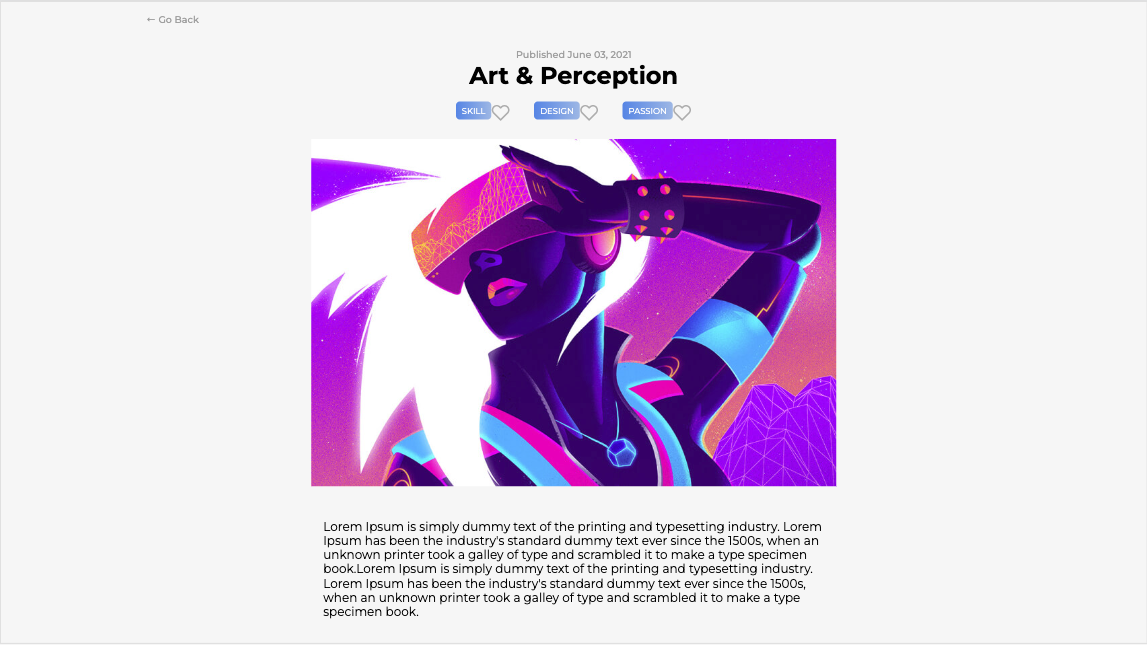 ← Go Back
Published June 03, 2021
Art & Perception
SKILL DESIGN PASSION
Lorem Ipsum is simply dummy text of the printing and typesetting industry. Lorem
Ipsum has been the industry's standard dummy text ever since the 1500s, when an
unknown printer took a galley of type and scrambled it to make a type specimen
book.Lorem Ipsum is simply dummy text of the printing and typesetting industry.
Lorem Ipsum has been the industry's standard dummy text ever since the 1500s,
when an unknown printer took a galley of type and scrambled it to make a type
specimen book.